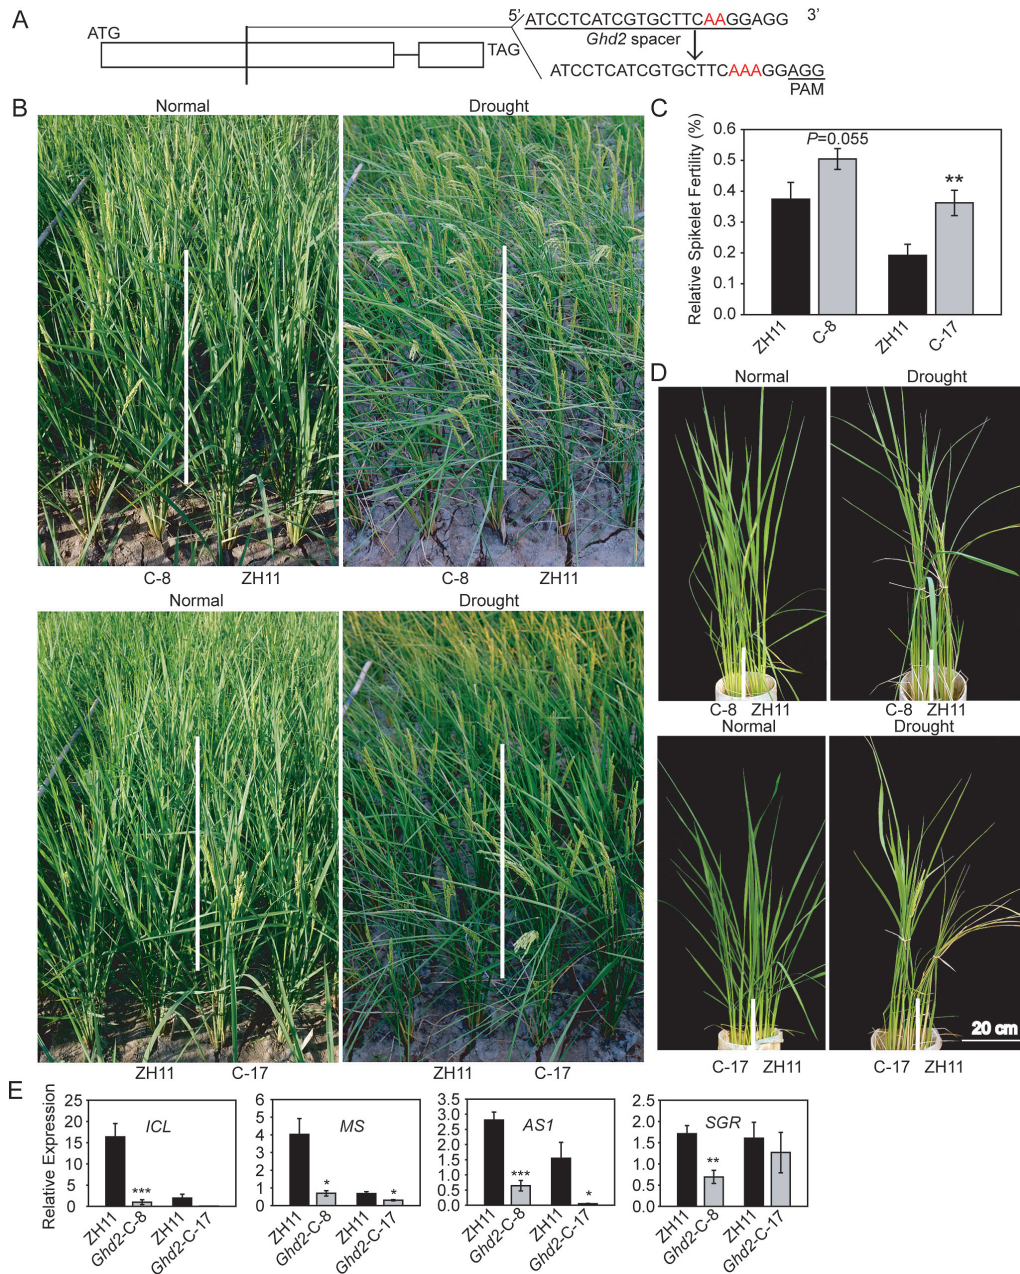 A
ATG
TAG
5’ ATCCTCATCGTGCTTCAAGGAGG 3’
Ghd2 spacer
ATCCTCATCGTGCTTCAAAGGAGG
PAM
B
Normal
Drought
C-8 ZH11
C-8 ZH11
Normal
Drought
ZH11 C-17
ZH11 C-17
C
Relative Spikelet Fertility (%)
0.6
0.5
0.4
0.3
0.2
0.1
0.0
P=0.055
**
ZH11
C-8
ZH11
C-17
D
Normal
Drought
C-8 ZH11
C-8 ZH11
Normal
Drought
20 cm
C-17 ZH11
C-17 ZH11
E
Relative Expression
ICL
25
20
15
10
5
0
***
ZH11
Ghd2-C-8
ZH11
Ghd2-C-17
MS
6
5
4
3
2
1
0
*
*
ZH11
Ghd2-C-8
ZH11
Ghd2-C-17
AS1
3.5
3.0
2.5
2.0
1.5
1.0
0.5
0.0
***
*
ZH11
Ghd2-C-8
ZH11
Ghd2-C-17
SGR
2.5
2.0
1.5
1.0
0.5
0.0
**
ZH11
Ghd2-C-8
ZH11
Ghd2-C-17